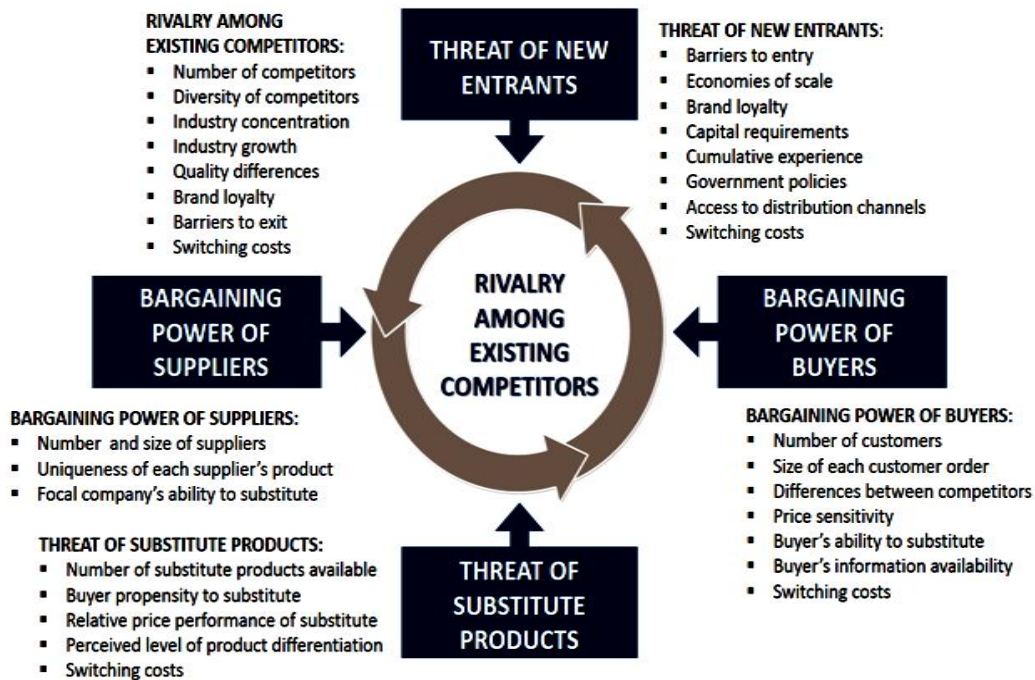 RIVALRY AMONG
EXISTING COMPETITORS:
▪ Number of competitors
▪ Diversity of competitors
▪ Industry concentration
▪ Industry growth
▪ Quality differences
▪ Brand loyalty
▪ Barriers to exit
▪ Switching costs
THREAT OF NEW
ENTRANTS
THREAT OF NEW ENTRANTS:
▪ Barriers to entry
▪ Economies of scale
▪ Brand loyalty
▪ Capital requirements
▪ Cumulative experience
▪ Government policies
▪ Access to distribution channels
▪ Switching costs
BARGAINING
POWER OF
SUPPLIERS
RIVALRY
AMONG
EXISTING
COMPETITORS
BARGAINING
POWER OF
BUYERS
BARGAINING POWER OF SUPPLIERS:
▪ Number and size of suppliers
▪ Uniqueness of each supplier's product
▪ Focal company's ability to substitute
BARGAINING POWER OF BUYERS:
▪ Number of customers
▪ Size of each customer order
▪ Differences between competitors
▪ Price sensitivity
▪ Buyer's ability to substitute
▪ Buyer's information availability
▪ Switching costs
THREAT OF SUBSTITUTE PRODUCTS:
▪ Number of substitute products available
▪ Buyer propensity to substitute
▪ Relative price performance of substitute
▪ Perceived level of product differentiation
▪ Switching costs
THREAT OF
SUBSTITUTE
PRODUCTS